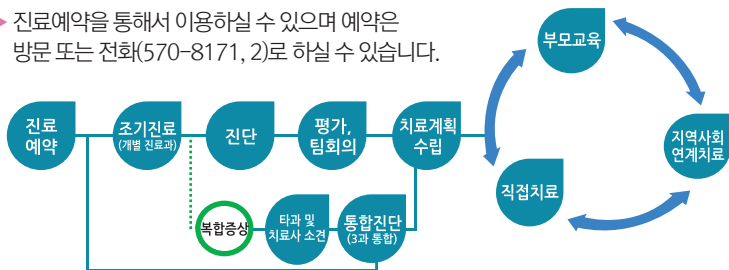 진료예약을 통해서 이용하실 수 있으며 예약은
방문 또는 전화(570-8171, 2)로 하실 수 있습니다.
진료
예약
조기진료
(개별 진료과)
진단
평가,
팀회의
치료계획
수립
부모교육
지역사회
연계치료
직접치료
복합증상
타과 및
치료사 소견
통합진단
(3과 통합)